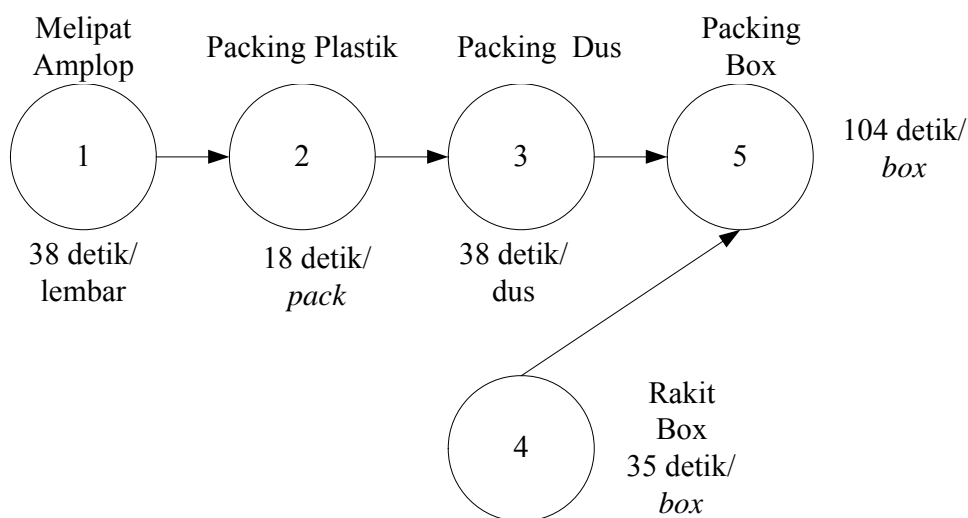 Melipat
Amplop
1
38 detik/
lembar
Packing Plastik
2
18 detik/
pack
Packing Dus
3
38 detik/
dus
Packing
Box
5
104 detik/
box
4
Rakit
Box
35 detik/
box